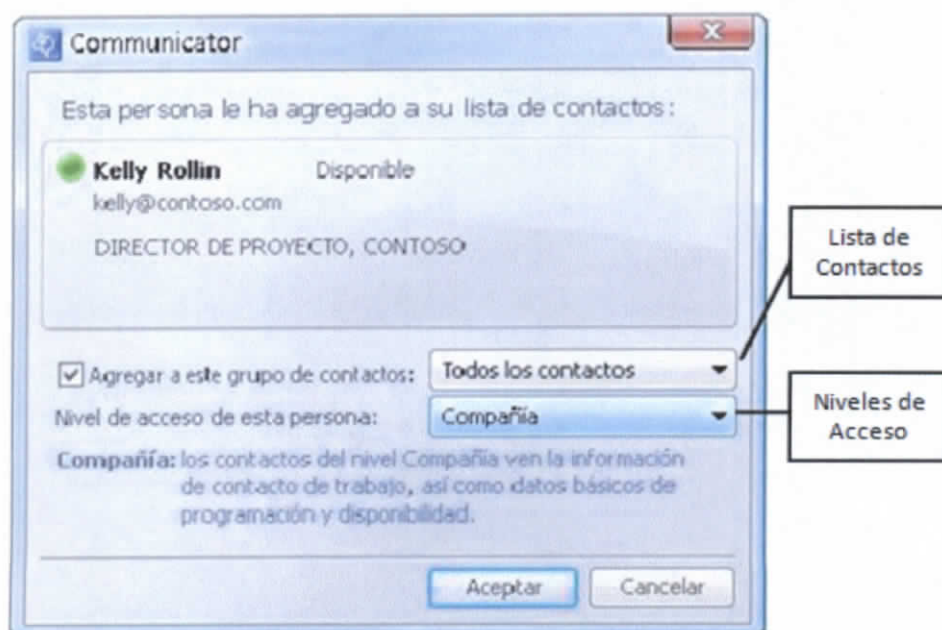 Communicator
Esta persona le ha agregado a su lista de contactos:
Kelly Rollin Disponible
kelly@contoso.com
DIRECTOR DE PROYECTO, CONTOSO
Lista de
Contactos
Agregar a este grupo de contactos: Todos los contactos
Nivel de acceso de esta persona: Compañía
Niveles de
Acceso
Compañía: los contactos del nivel Compañía ven la información
de contacto de trabajo, así como datos básicos de
programación y disponibilidad.
Aceptar Cancelar